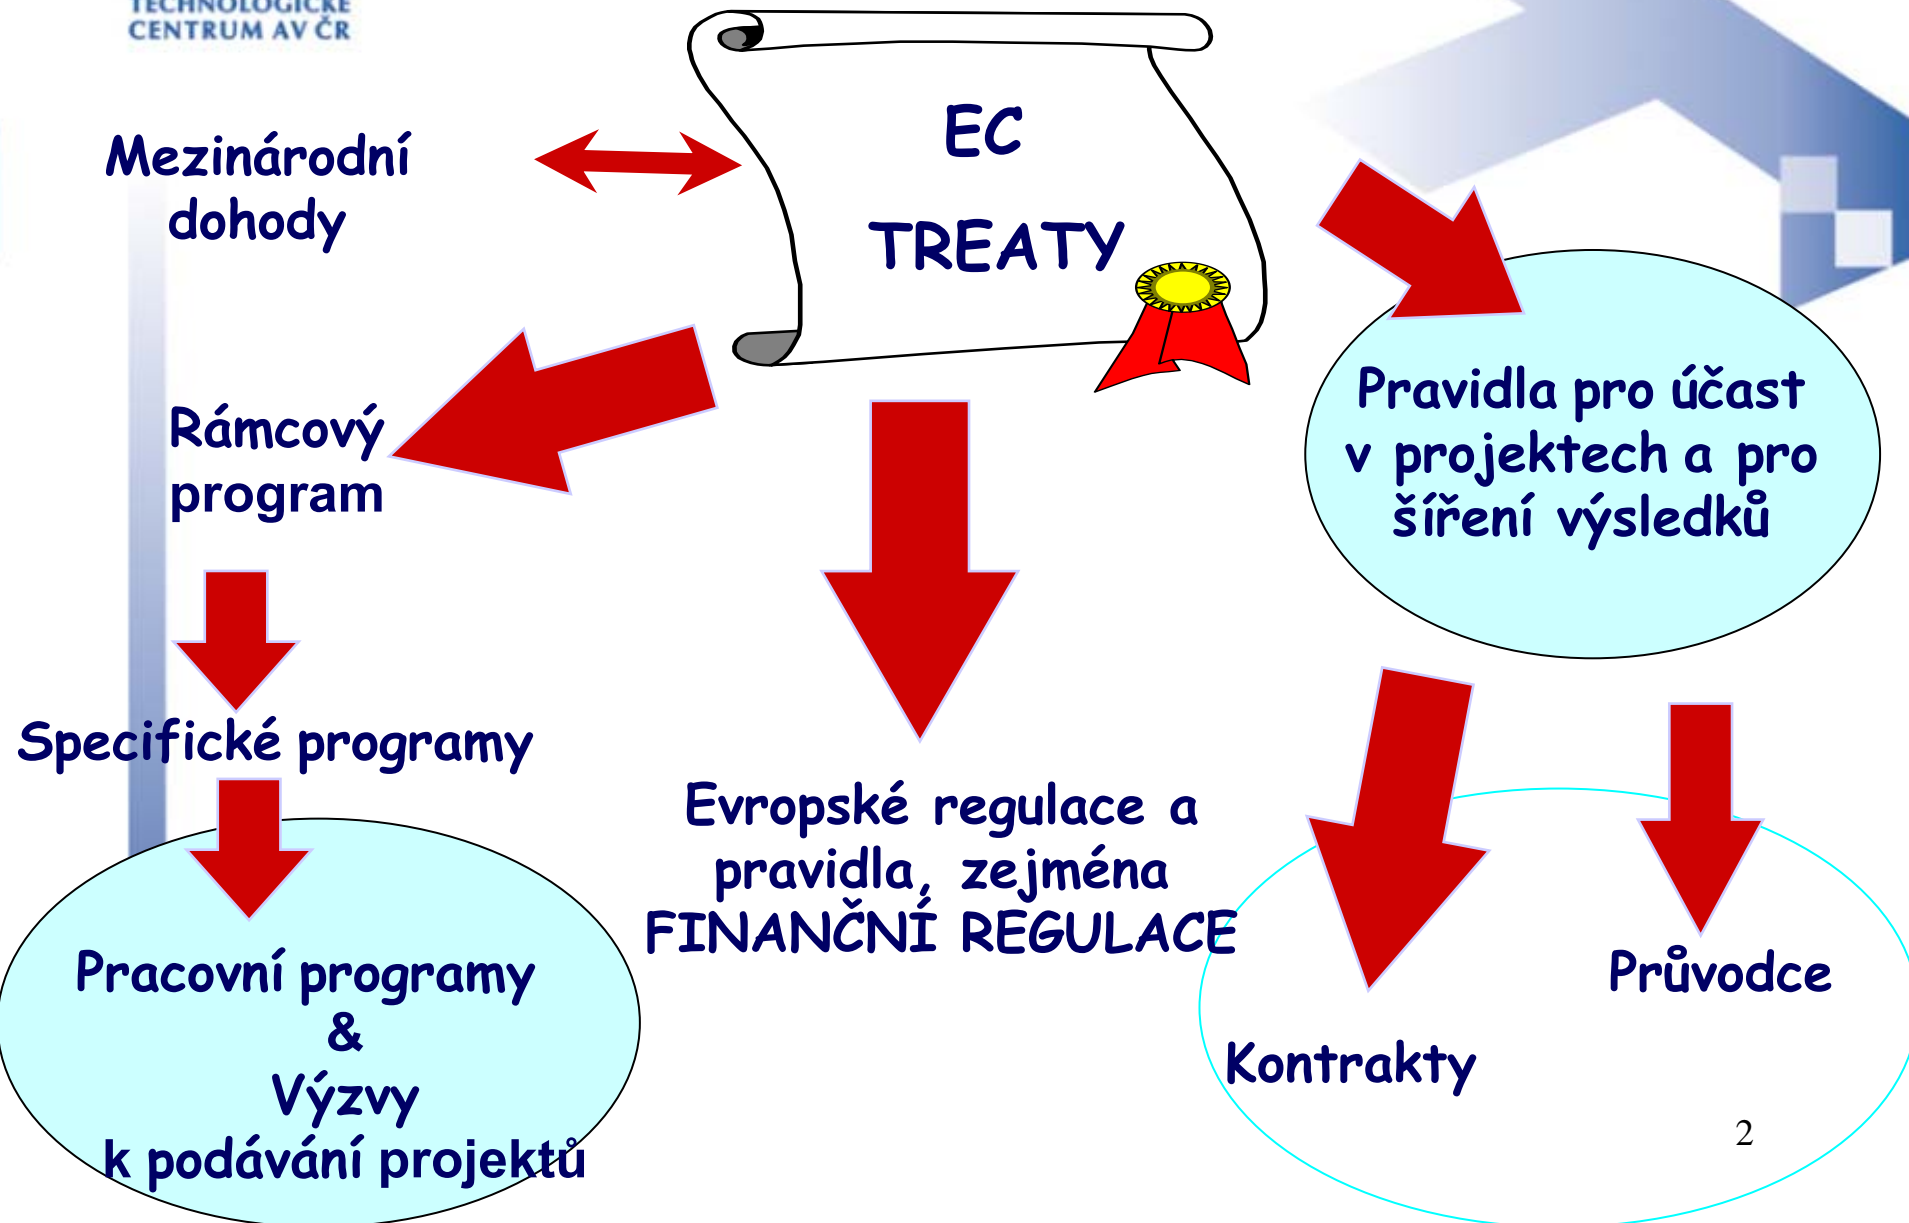 TECHNOLOGICKÉ
CENTRUM AV ČR
EC
TREATY
Mezinárodní
dohody
Rámcový
program
Pravidla pro účast
v projektech a pro
šíření výsledků
Specifické programy
Evropské regulace a
pravidla, zejména
FINANČNÍ REGULACE
Pracovní programy
&
Výzvy
k podávání projektů
Průvodce
Kontrakty
2